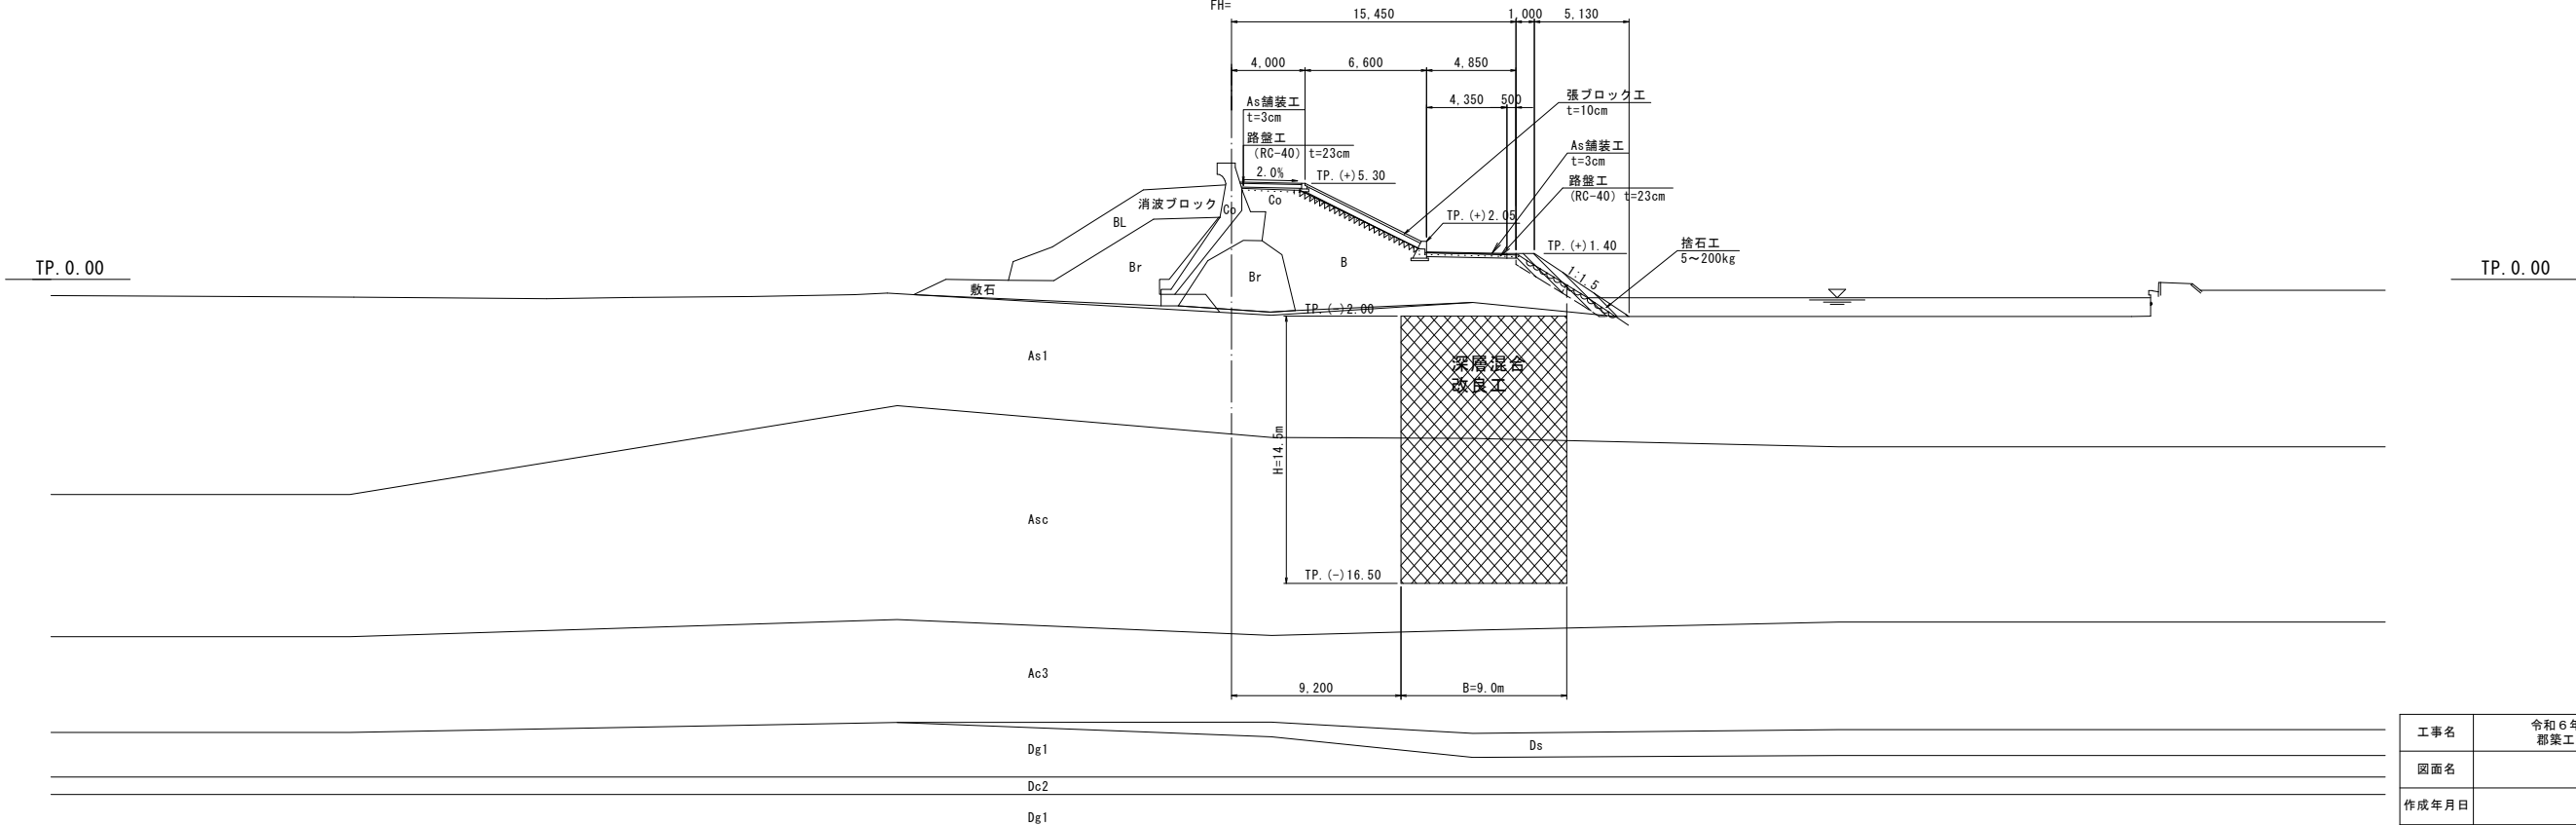 FH=
15,450
1,000
5,130
4,000
6,600
4,850
4,350
500
As舗装工
t=3cm
路盤工
(RC-40) t=23cm
2.0%
TP.(+)5.30
張ブロック工
t=10cm
As舗装工
t=3cm
路盤工
(RC-40) t=23cm
TP.(+)2.05
TP.(+)1.40
捨石工
5～200kg
1:1.5
消波ブロック
BL
Co
Co
Br
Br
B
敷石
TP.0.00
TP.0.00
TP.(-)2.00
深層混合
改良工
As1
H=14.5m
Asc
TP.(-)16.50
Ac3
9,200
B=9.0m
Dg1
Ds
Dc2
Dg1
工事名
令和６年
郡築工
図面名
作成年月日